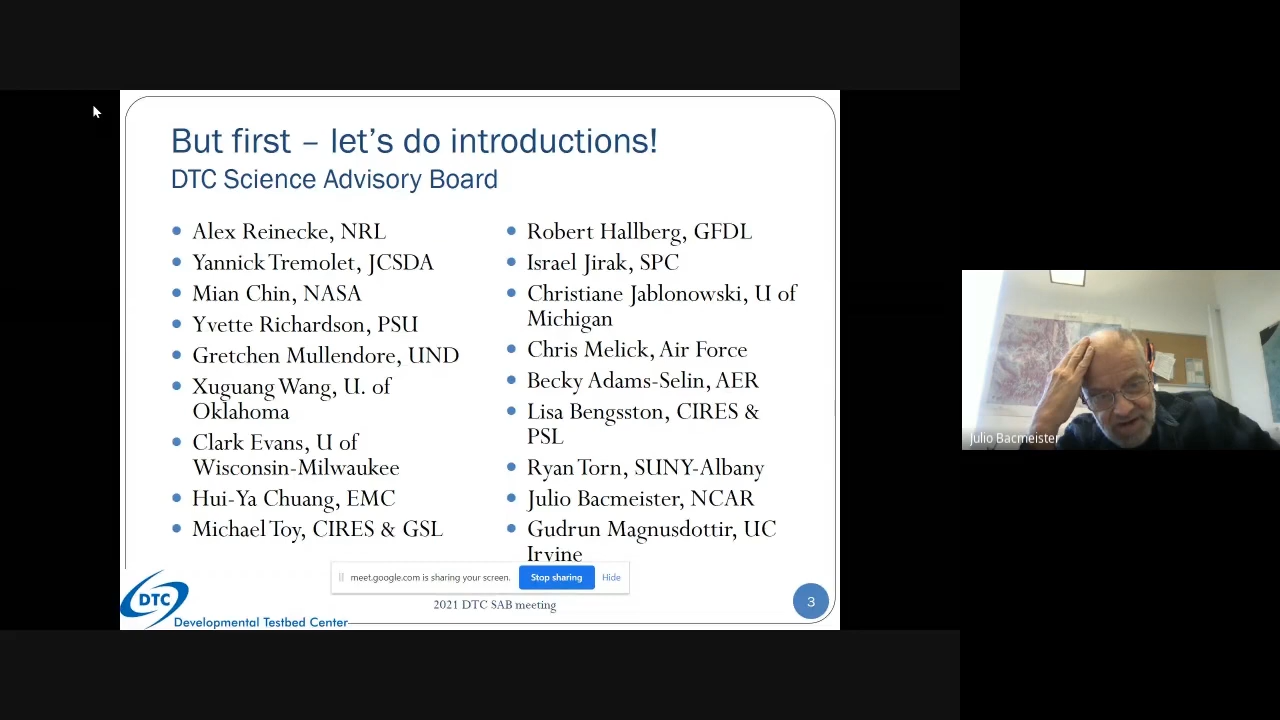 But first – let's do introductions!
DTC Science Advisory Board
Alex Reinecke, NRL
Yannick Tremolet, JCSDA
Mian Chin, NASA
Yvette Richardson, PSU
Gretchen Mullendore, UND
Xuguang Wang, U. of
Oklahoma
Clark Evans, U of
Wisconsin-Milwaukee
Hui-Ya Chuang, EMC
Michael Toy, CIRES & GSL
Robert Hallberg, GFDL
Israel Jirak, SPC
Christiane Jablonowski, U of
Michigan
Chris Melick, Air Force
Becky Adams-Selin, AER
Lisa Bengsston, CIRES &
PSL
Ryan Torn, SUNY-Albany
Julio Bacmeister, NCAR
Gudrun Magnusdottir, UC
Irvine
meet.google.com is sharing your screen.
Stop sharing
Hide
2021 DTC SAB meeting
3
DTC
Developmental Testbed Center
Julio Bacmeister